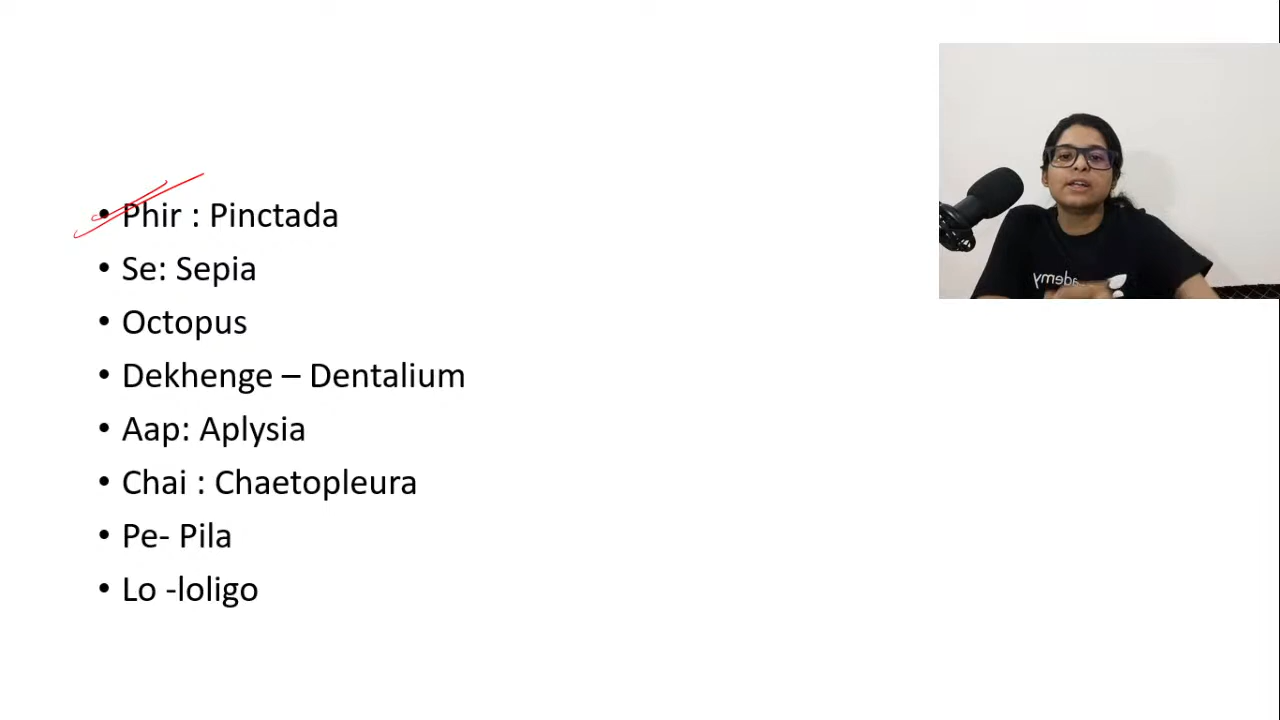 • Phir : Pinctada
• Se: Sepia
• Octopus
• Dekhenge – Dentalium
• Aap: Aplysia
• Chai : Chaetopleura
• Pe- Pila
• Lo -loligo